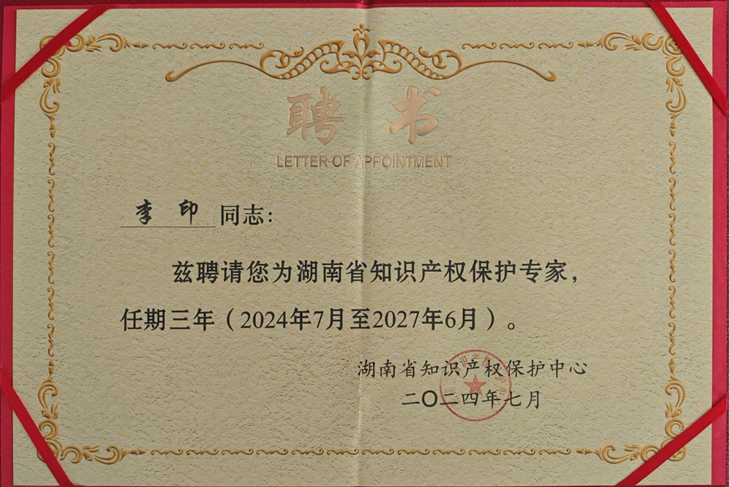 聘书
LETTER OF APPOINTMENT
李印 同志：
兹聘请您为湖南省知识产权保护专家，
任期三年（2024年7月至2027年6月）。
湖南省知识产权保护中心
二〇二四年七月